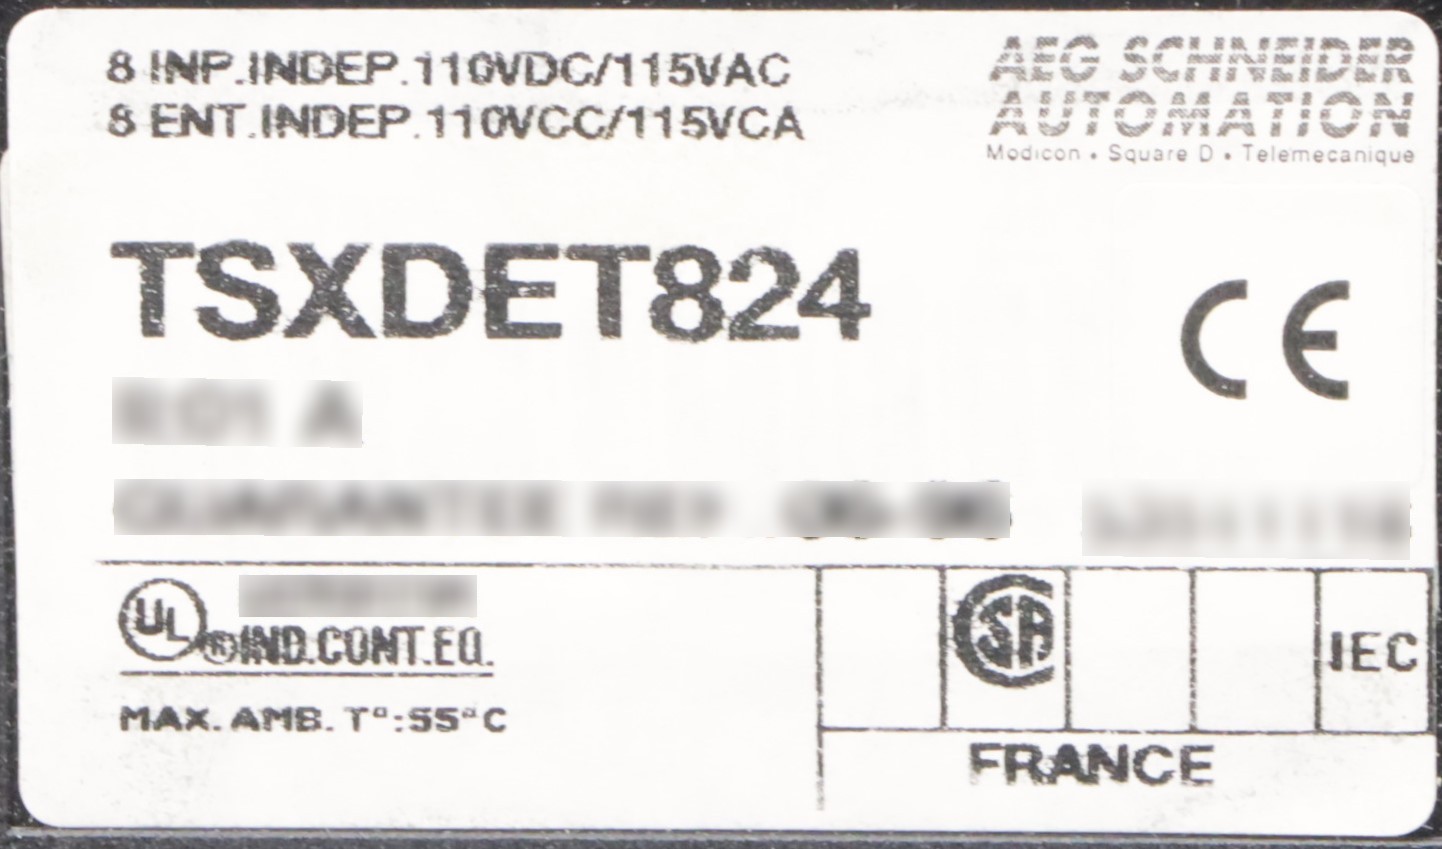 8 INP.INDEP.110VDC/115VAC
8 ENT.INDEP.110VCC/115VCA
AEG SCHNEIDER
AUTOMATION
Modicon • Square D • Telemecanique
TSXDET824
CE
UL
®IND.CONT.EQ.
MAX. AMB. T°:55°C
CSA
IEC
FRANCE